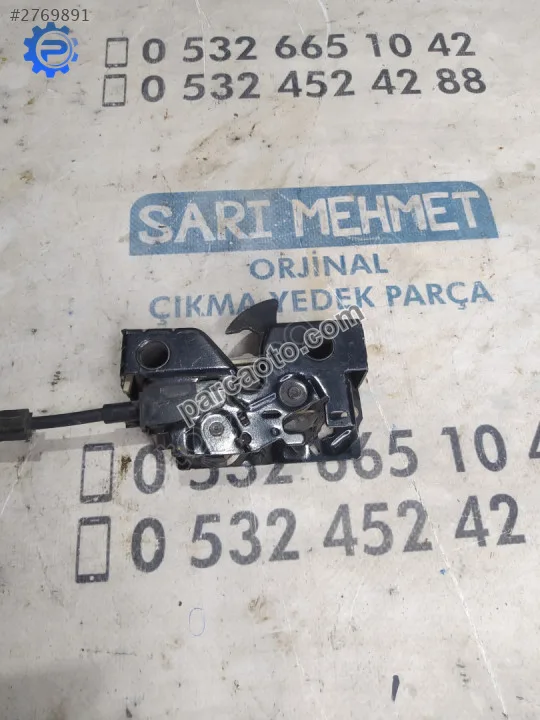 #2769891
0 532 665 10 42
0 532 452 42 88
SARI MEHMET
ORJİNAL
ÇIKMA YEDEK PARÇA
parcaoto.com
0 532 665 10 4
0 532 452 42